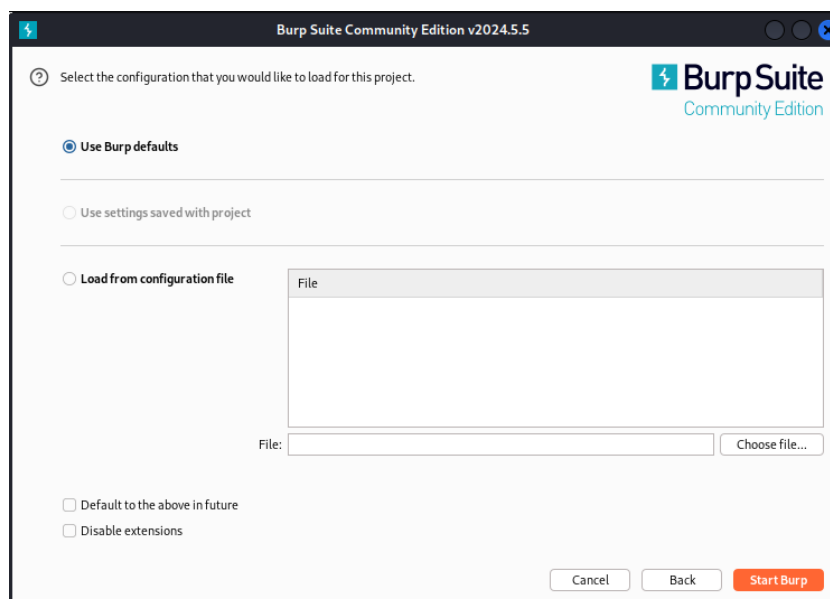 Burp Suite Community Edition v2024.5.5
Select the configuration that you would like to load for this project.
Burp Suite
Community Edition
Use Burp defaults
Use settings saved with project
Load from configuration file
File
File:
Choose file...
Default to the above in future
Disable extensions
Cancel
Back
Start Burp